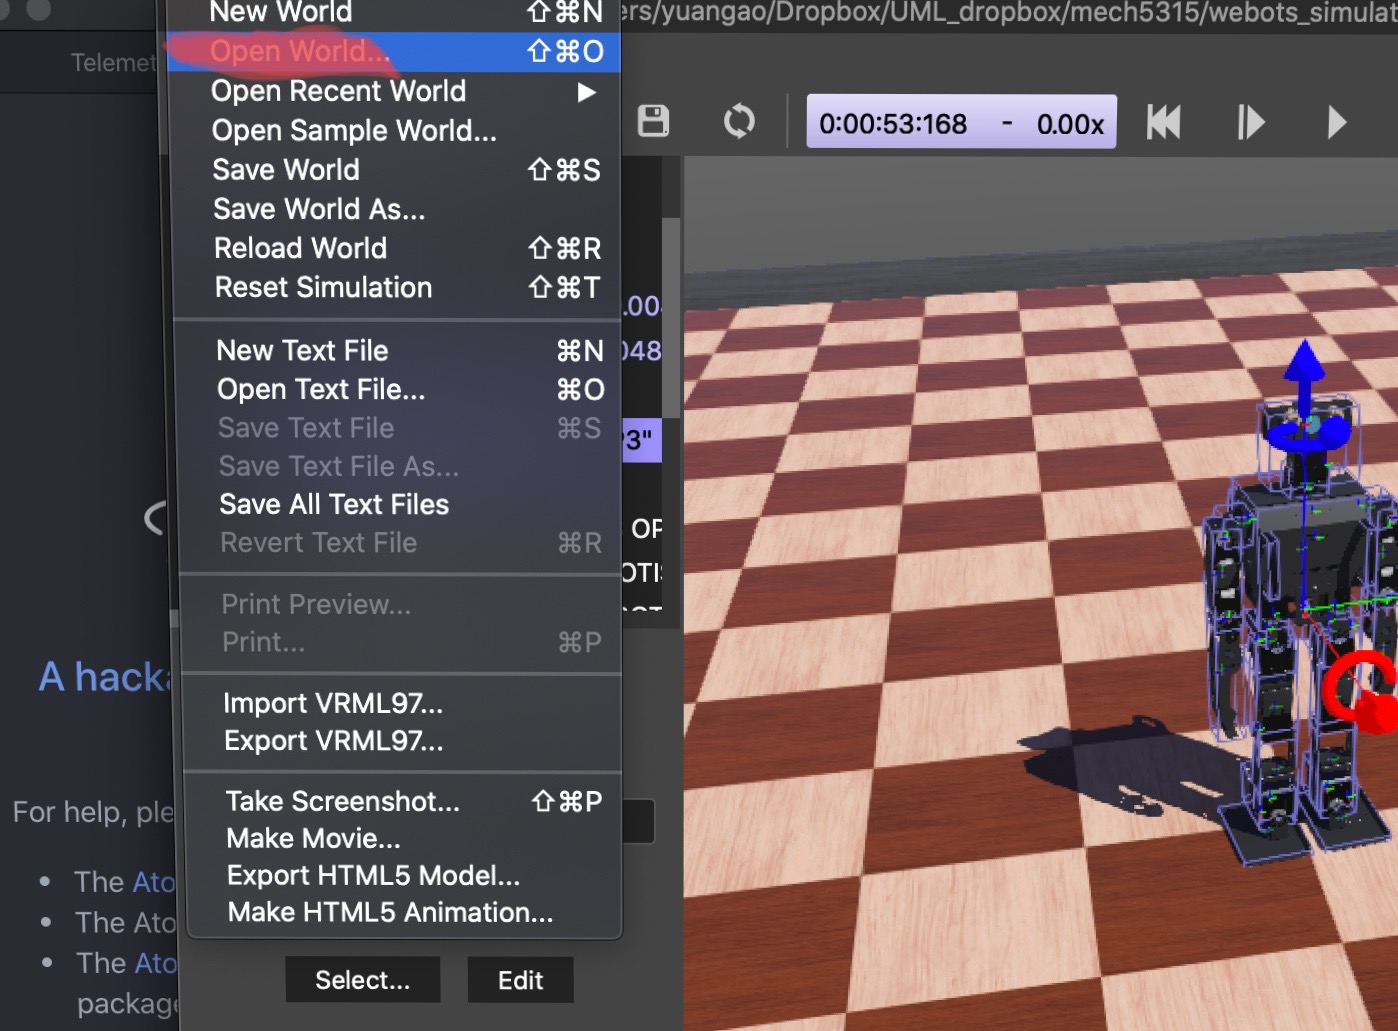 New World ⇧⌘N
ers/yuangao/Dropbox/UML_dropbox/mech5315/webots_simulat
Telemet
Open World... ⇧⌘O
Open Recent World ▶
Open Sample World...
Save World ⇧⌘S
Save World As...
Reload World ⇧⌘R
Reset Simulation ⇧⌘T
0:00:53:168 - 0.00x
New Text File ⌘N
Open Text File... ⌘O
Save Text File ⌘S
Save Text File As...
Save All Text Files
Revert Text File ⌘R
.00
048
?3"
OP
OTI
Print Preview...
Print... ⌘P
Import VRML97...
Export VRML97...
Take Screenshot... ⇧⌘P
Make Movie...
Export HTML5 Model...
Make HTML5 Animation...
A hack
For help, ple
• The Ato
• The Ato
• The Ato
package
Select... Edit